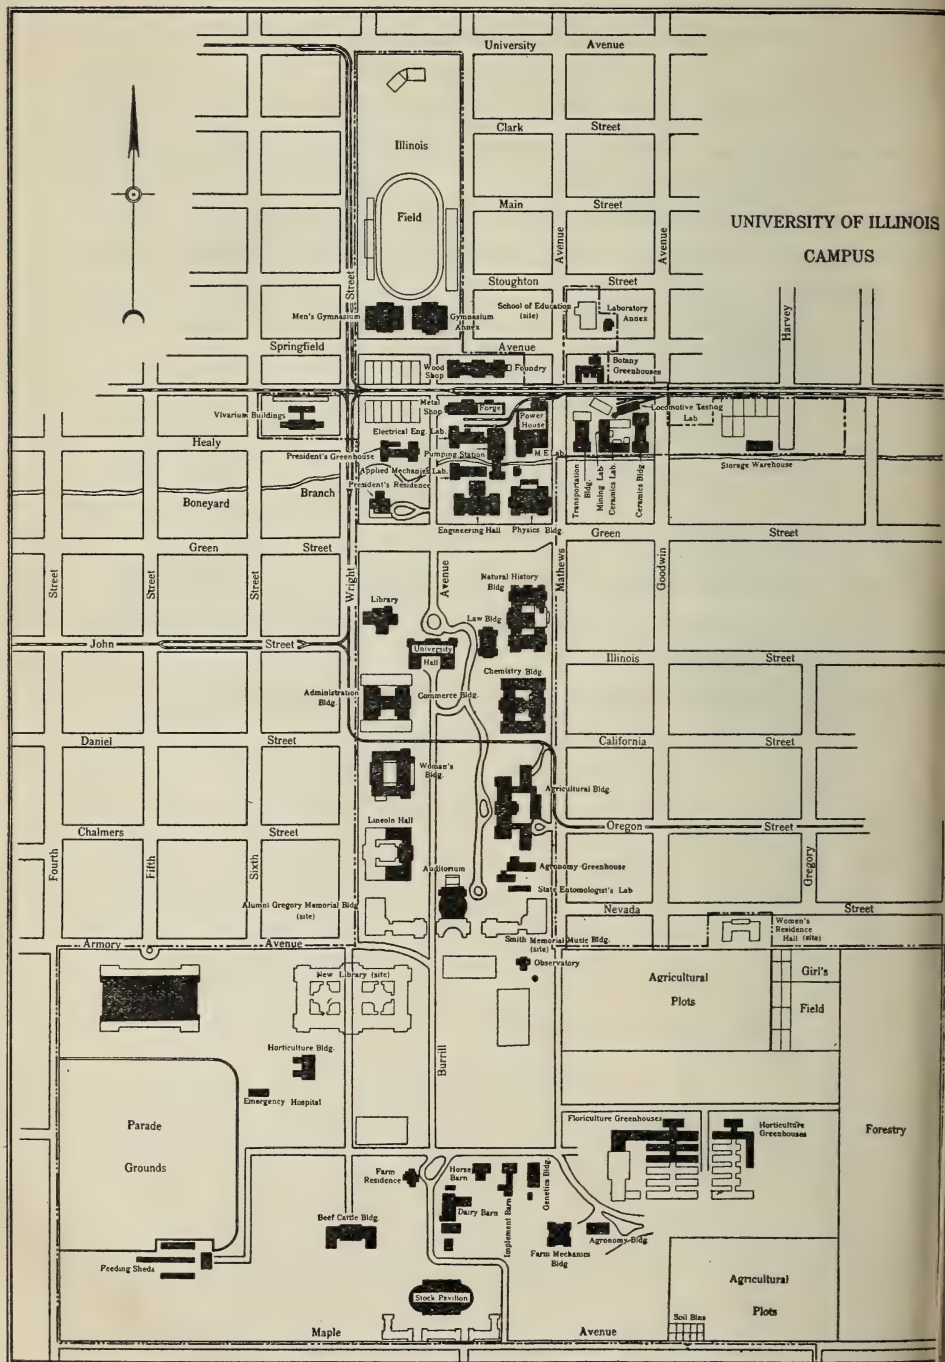 University Avenue
Clark Street
Illinois
Field
Main Street
UNIVERSITY OF ILLINOIS
CAMPUS
Avenue
Avenue
Stoughton Street
Street
School of Education
(site)
Laboratory
Annex
Harvey
Men's Gymnasium
Gymnasium
Annex
Springfield Avenue
Wood
Shop
Foundry
Botany
Greenhouses
Vivarium Buildings
Metal
Shop
Forge
Power
House
Locomotive Testing
Lab
Electrical Eng. Lab.
Healy
President's Greenhouse
Pumping Station
M E Lab.
Storage Warehouse
Applied Mechanics Lab.
President's Residence
Transportation
Bldg.
Mining Lab
Ceramics Lab.
Ceramics Bldg
Boneyard Branch
Engineering Hall
Physics Bldg.
Green Street
Green Street
Street
Street
Street
Wright
Avenue
Mathews
Goodwin
Natural History
Bldg
Library
Law Bldg
John Street
University
Hall
Illinois Street
Chemistry Bldg.
Administration
Bldg.
Commerce Bldg.
Daniel Street
California Street
Woman's
Bldg.
Agricultural Bldg.
Lincoln Hall
Chalmers Street
Oregon Street
Fourth
Fifth
Sixth
Gregory
Auditorium
Agronomy Greenhouse
State Entomologist's Lab
Alumni Gregory Memorial Bldg
(site)
Nevada Street
Women's
Residence
Hall (site)
Smith Memorial Music Bldg.
(site)
Armory Avenue
Observatory
New Library (site)
Agricultural
Plots
Girl's
Field
Horticulture Bldg.
Burrill
Emergency Hospital
Parade
Grounds
Floriculture Greenhouses
Horticulture
Greenhouses
Forestry
Farm
Residence
Horse
Barn
Implement Barn
Genetics Bldg.
Dairy Barn
Beef Cattle Bldg.
Farm Mechanics
Bldg
Agronomy Bldg.
Feeding Sheds
Agricultural
Plots
Stock Pavilion
Soil Bins
Maple Avenue